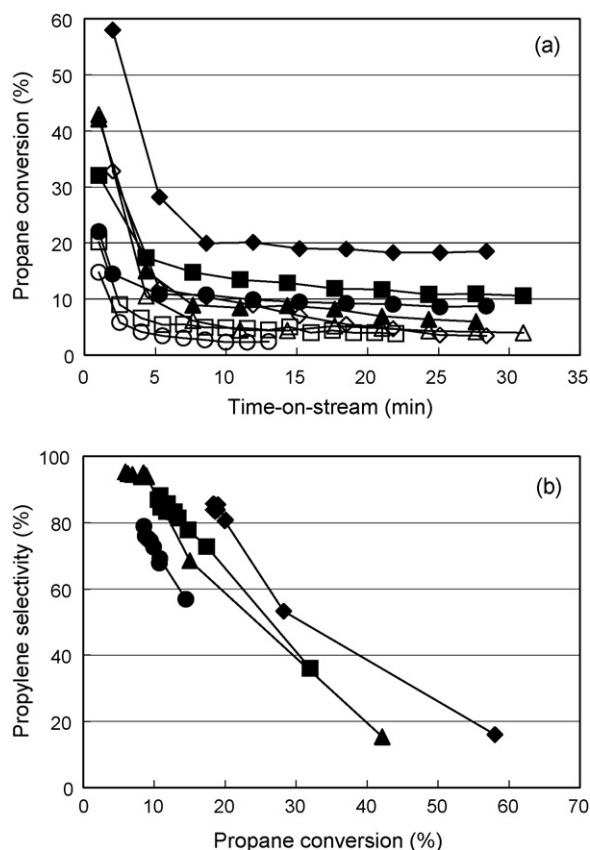 (a)
Propane conversion (%)
60
50
40
30
20
10
0
0 5 10 15 20 25 30 35
Time-on-stream (min)
(b)
Propylene selectivity (%)
100
80
60
40
20
0
0 10 20 30 40 50 60 70
Propane conversion (%)